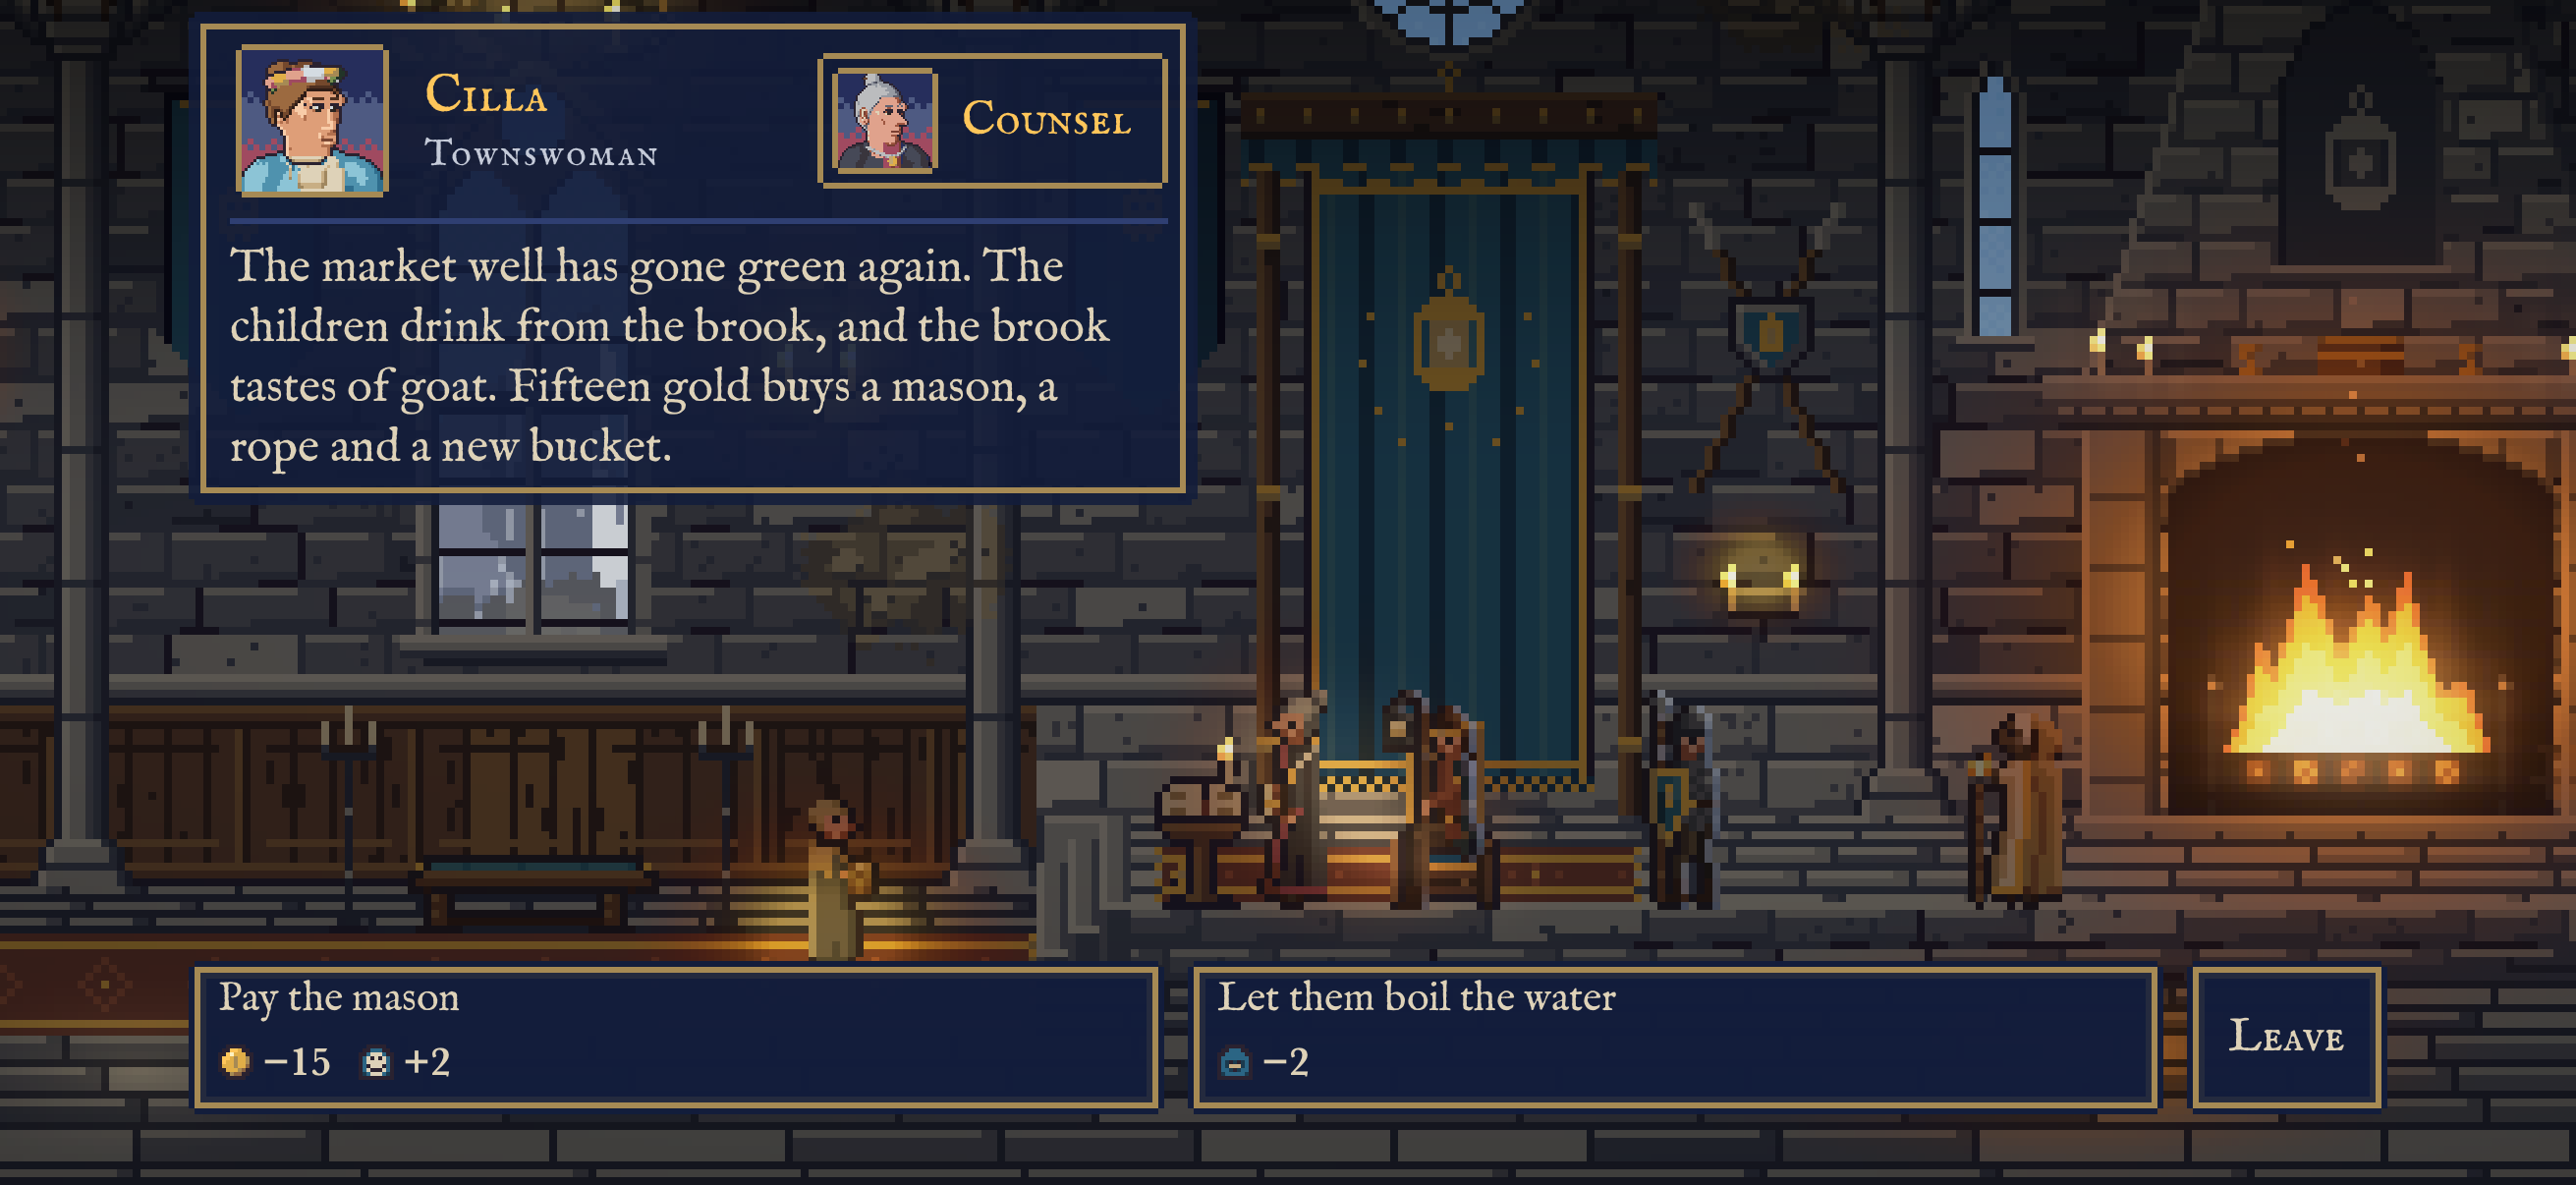 Cilla
Townswoman
Counsel
The market well has gone green again. The
children drink from the brook, and the brook
tastes of goat. Fifteen gold buys a mason, a
rope and a new bucket.
Pay the mason
−15 +2
Let them boil the water
−2
Leave